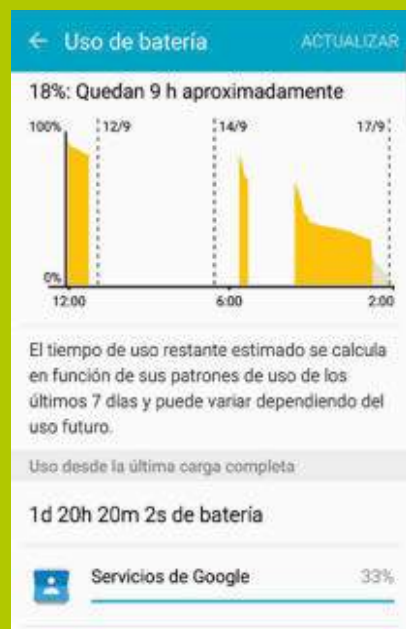 ← Uso de batería ACTUALIZAR
18%: Quedan 9 h aproximadamente
100% 12/9 14/9 17/9
0%
12:00 6:00 2:00
El tiempo de uso restante estimado se calcula
en función de sus patrones de uso de los
últimos 7 días y puede variar dependiendo del
uso futuro.
Uso desde la última carga completa
1d 20h 20m 2s de batería
Servicios de Google 33%